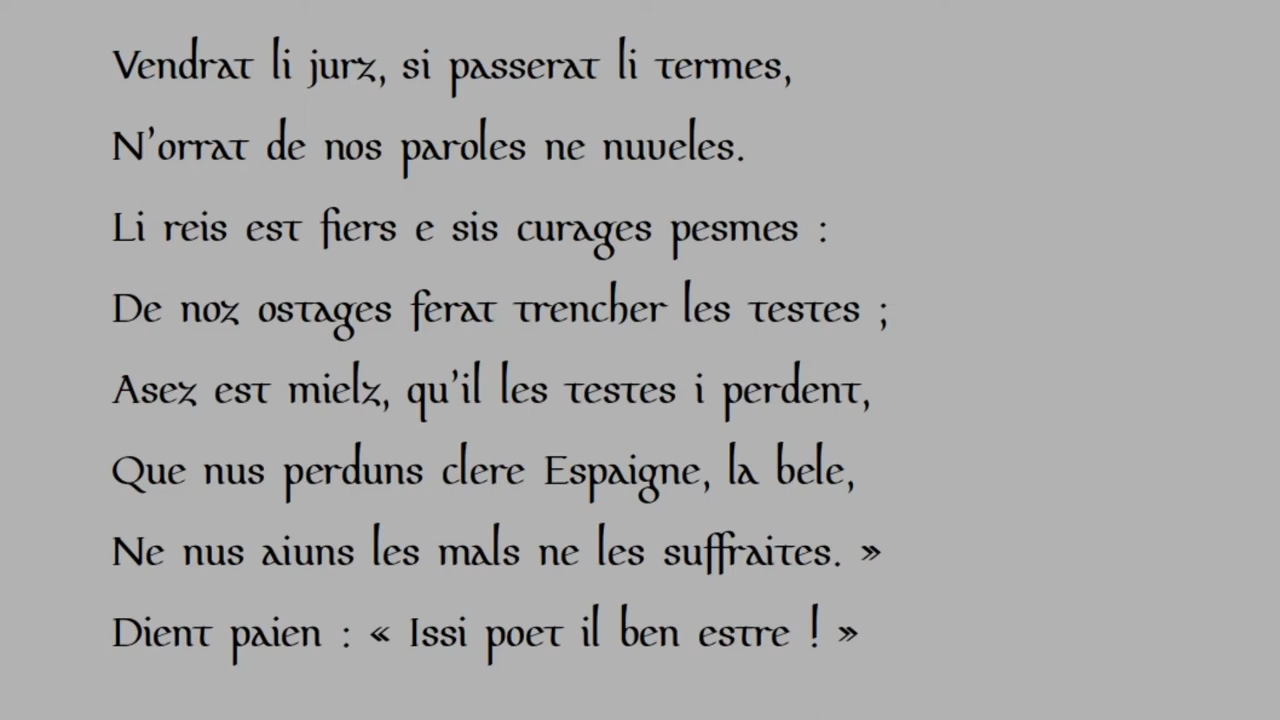 Vendrat li jurz, si passerat li termes,
N’orrat de nos paroles ne nuveles.
Li reis est fiers e sis curages pesmes :
De noz ostages ferat trencher les testes ;
Asez est mielz, qu’il les testes i perdent,
Que nus perduns clere Espaigne, la bele,
Ne nus aiuns les mals ne les suffraites. »
Dient paien : « Issi poet il ben estre ! »